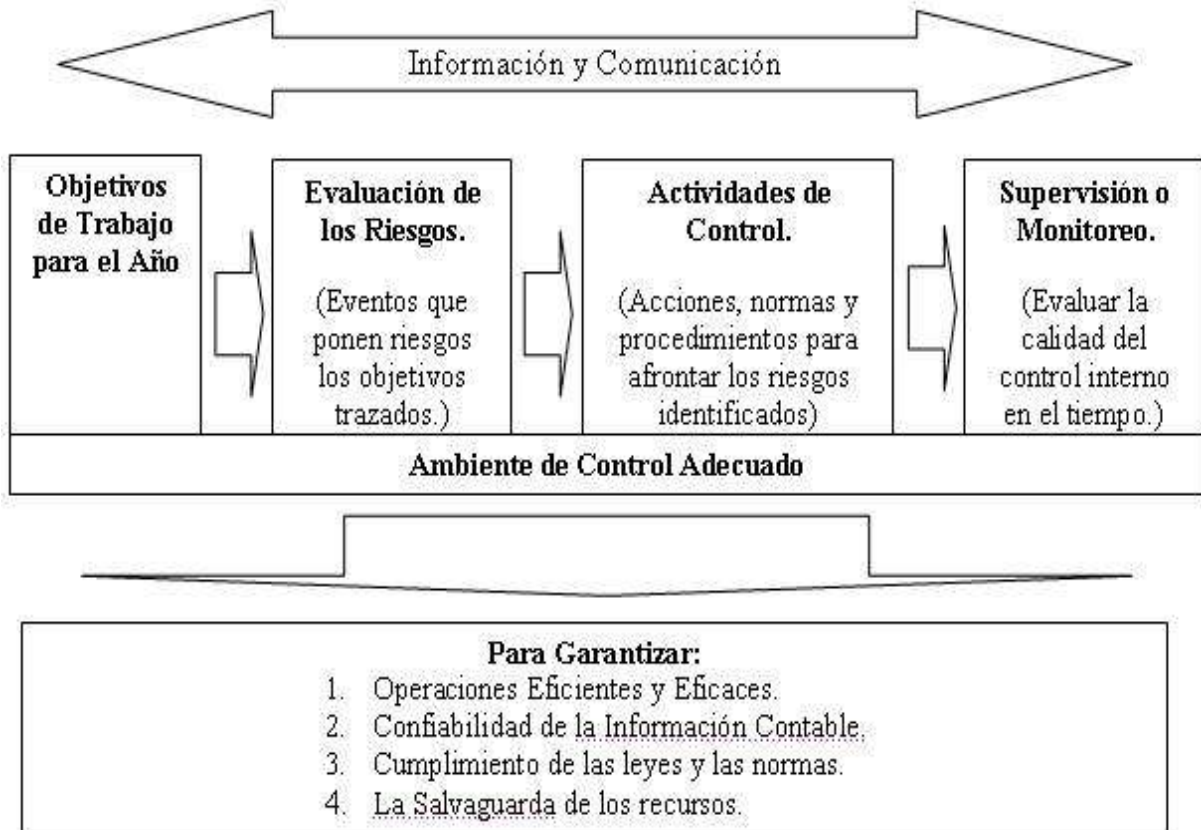 Información y Comunicación
Objetivos
de Trabajo
para el Año
Evaluación de
los Riesgos.
(Eventos que
ponen riesgos
los objetivos
trazados.)
Actividades de
Control.
(Acciones, normas y
procedimientos para
afrontar los riesgos
identificados)
Supervisión o
Monitoreo.
(Evaluar la
calidad del
control interno
en el tiempo.)
Ambiente de Control Adecuado
Para Garantizar:
1. Operaciones Eficientes y Eficaces.
2. Confiabilidad de la Información Contable.
3. Cumplimiento de las leyes y las normas.
4. La Salvaguarda de los recursos.